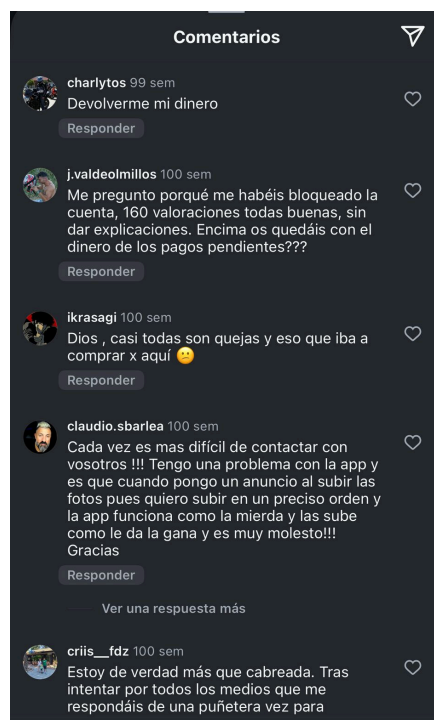 Comentarios
charlytos 99 sem
Devolverme mi dinero
Responder
j.valdeolmillos 100 sem
Me pregunto porqué me habéis bloqueado la
cuenta, 160 valoraciones todas buenas, sin
dar explicaciones. Encima os quedáis con el
dinero de los pagos pendientes???
Responder
ikrasagi 100 sem
Dios , casi todas son quejas y eso que iba a
comprar x aquí 😕
Responder
claudio.sbarlea 100 sem
Cada vez es mas difícil de contactar con
vosotros !!! Tengo una problema con la app y
es que cuando pongo un anuncio al subir las
fotos pues quiero subir en un preciso orden y
la app funciona como la mierda y las sube
como le da la gana y es muy molesto!!!
Gracias
Responder
Ver una respuesta más
criis__fdz 100 sem
Estoy de verdad más que cabreada. Tras
intentar por todos los medios que me
respondáis de una puñetera vez para